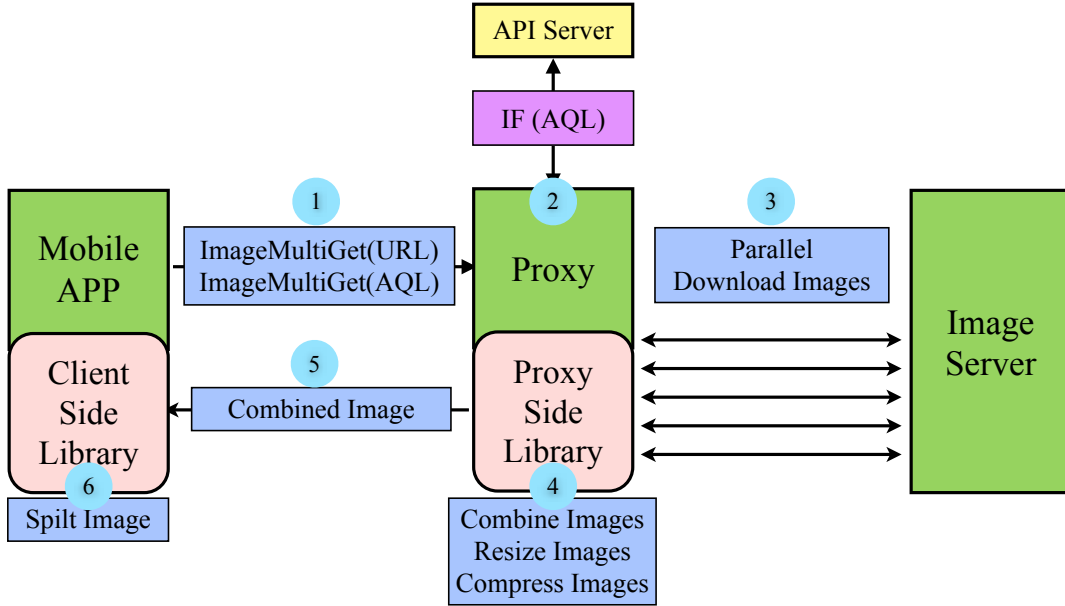 API Server
IF (AQL)
1
2
3
Mobile
APP
ImageMultiGet(URL)
ImageMultiGet(AQL)
Proxy
Parallel
Download Images
Image
Server
Client
Side
Library
5
Combined Image
Proxy
Side
Library
6
Spilt Image
4
Combine Images
Resize Images
Compress Images